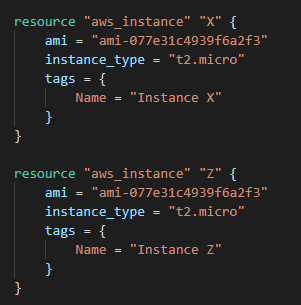 resource "aws_instance" "X" {
    ami = "ami-077e31c4939f6a2f3"
    instance_type = "t2.micro"
    tags = {
        Name = "Instance X"
    }
}

resource "aws_instance" "Z" {
    ami = "ami-077e31c4939f6a2f3"
    instance_type = "t2.micro"
    tags = {
        Name = "Instance Z"
    }
}